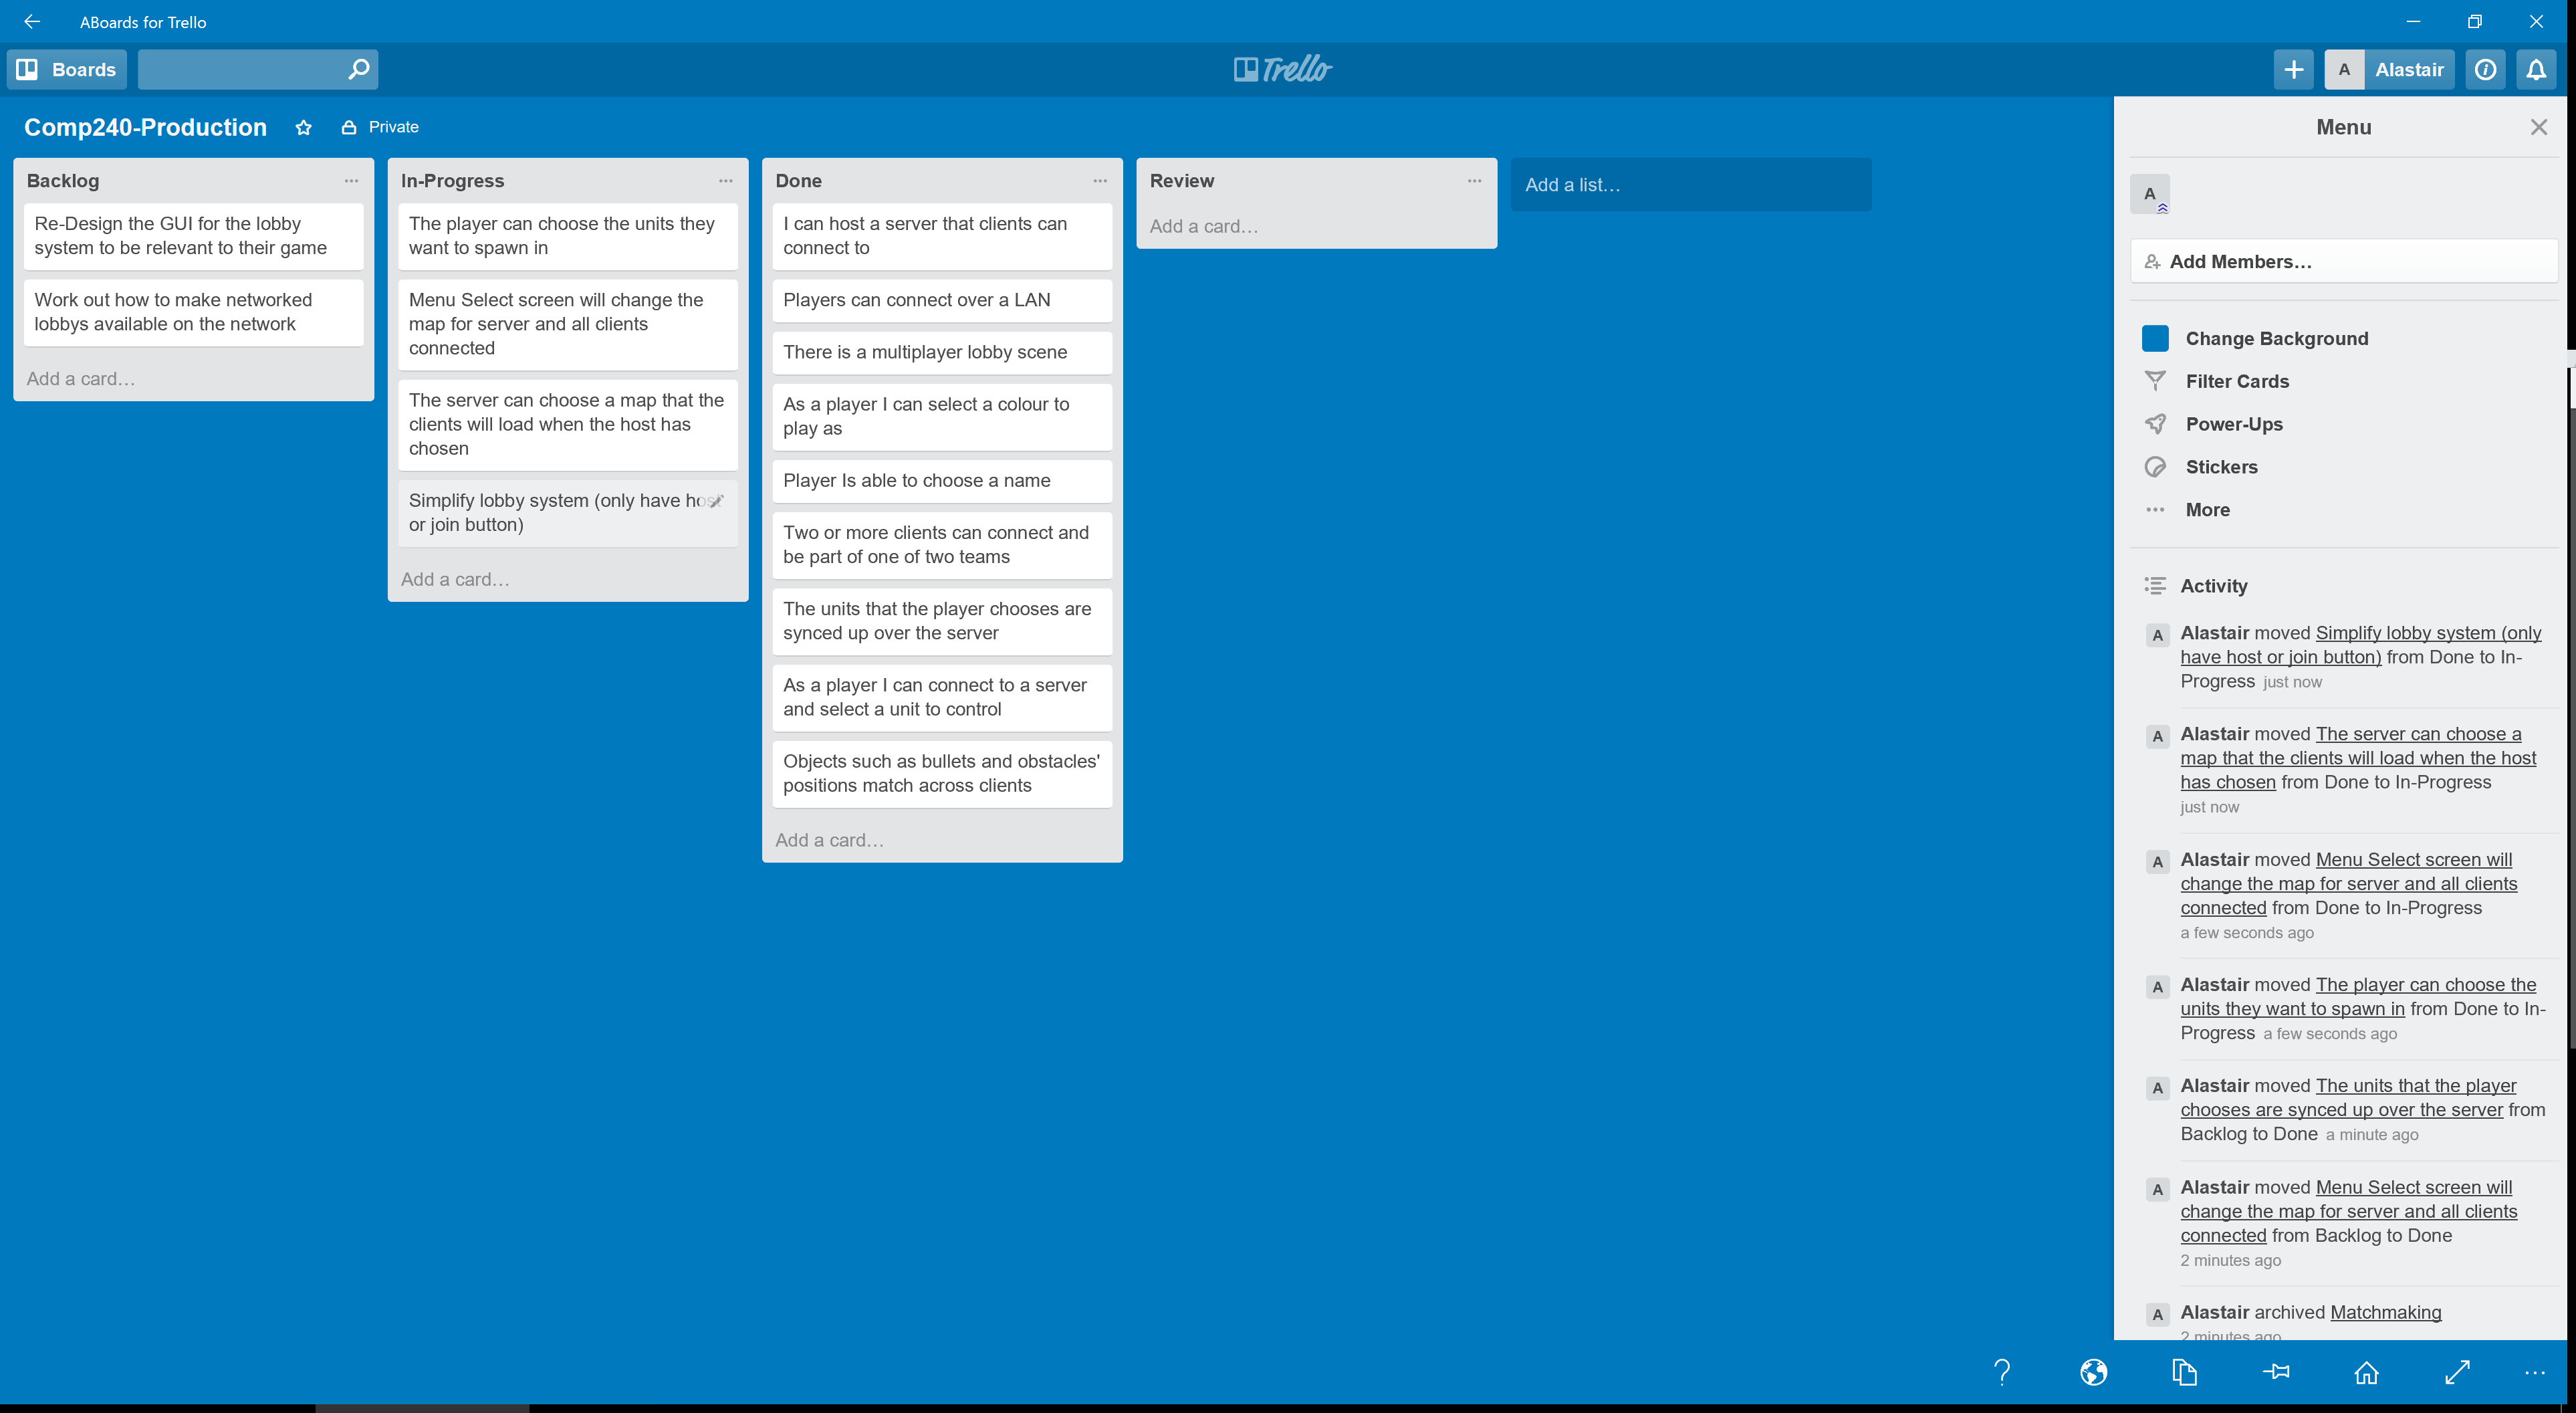 ABoards for Trello
Boards
Trello
A
Alastair
Comp240-Production
Private
Backlog
Re-Design the GUI for the lobby
system to be relevant to their game
Work out how to make networked
lobbys available on the network
Add a card…
In-Progress
The player can choose the units they
want to spawn in
Menu Select screen will change the
map for server and all clients
connected
The server can choose a map that the
clients will load when the host has
chosen
Simplify lobby system (only have host
or join button)
Add a card…
Done
I can host a server that clients can
connect to
Players can connect over a LAN
There is a multiplayer lobby scene
As a player I can select a colour to
play as
Player Is able to choose a name
Two or more clients can connect and
be part of one of two teams
The units that the player chooses are
synced up over the server
As a player I can connect to a server
and select a unit to control
Objects such as bullets and obstacles'
positions match across clients
Add a card…
Review
Add a card…
Add a list…
Menu
A
Add Members…
Change Background
Filter Cards
Power-Ups
Stickers
More
Activity
A
Alastair moved Simplify lobby system (only
have host or join button) from Done to In-
Progress just now
A
Alastair moved The server can choose a
map that the clients will load when the host
has chosen from Done to In-Progress
just now
A
Alastair moved Menu Select screen will
change the map for server and all clients
connected from Done to In-Progress
a few seconds ago
A
Alastair moved The player can choose the
units they want to spawn in from Done to In-
Progress a few seconds ago
A
Alastair moved The units that the player
chooses are synced up over the server from
Backlog to Done a minute ago
A
Alastair moved Menu Select screen will
change the map for server and all clients
connected from Backlog to Done
2 minutes ago
A
Alastair archived Matchmaking
2 minutes ago